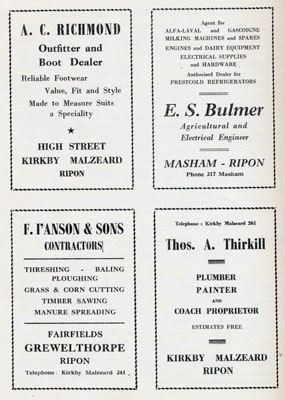 A. C. RICHMOND
Outfitter and
Boot Dealer
Reliable Footwear
Value, Fit and Style
Made to Measure Suits
a Speciality
HIGH STREET
KIRKBY MALZEARD
RIPON
Agent for
ALFA-LAVAL and GASCOIGNE
MILKING MACHINES and SPARES
ENGINES and DAIRY EQUIPMENT
ELECTRICAL SUPPLIES
and HARDWARE
Authorised Dealer for
PRESTCOLD REFRIGERATORS
E. S. Bulmer
Agricultural and
Electrical Engineer
MASHAM - RIPON
Phone 217 Masham
F. I'ANSON & SONS
CONTRACTORS
THRESHING - BALING
PLOUGHING
GRASS & CORN CUTTING
TIMBER SAWING
MANURE SPREADING
FAIRFIELDS
GREWELTHORPE
RIPON
Telephone : Kirkby Malzeard 241
Telephone : Kirkby Malzeard 261
Thos. A. Thirkill
PLUMBER
PAINTER
AND
COACH PROPRIETOR
ESTIMATES FREE
KIRKBY MALZEARD
RIPON